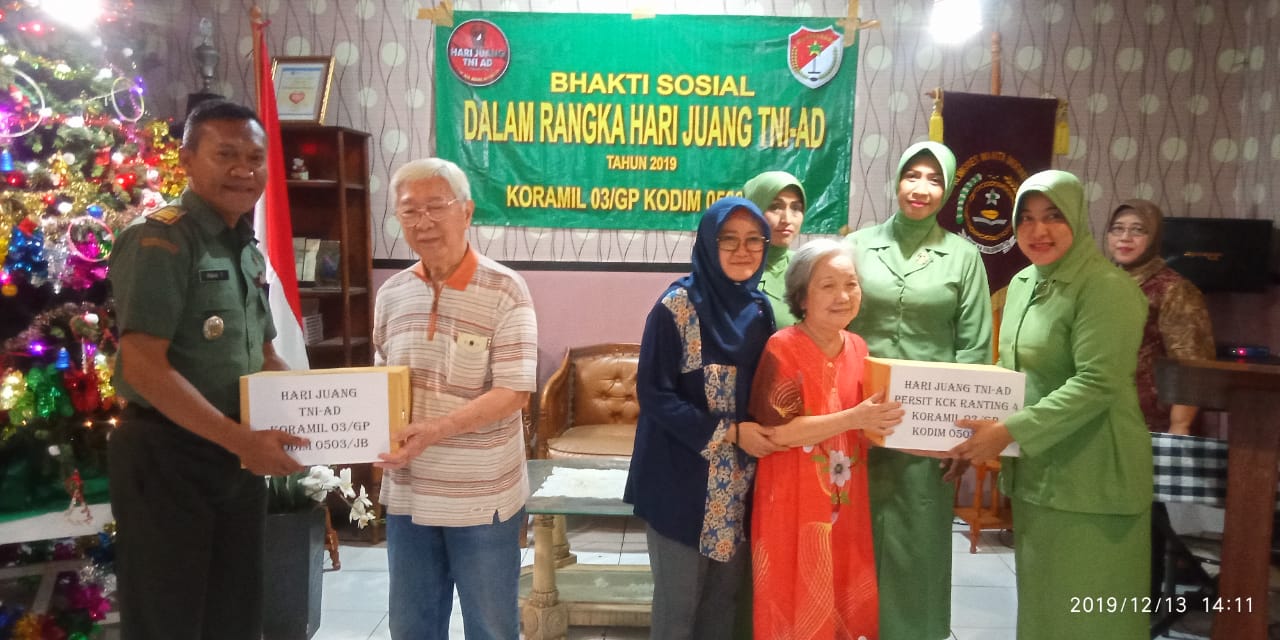 HARI JUANG
TNI AD
BHAKTI SOSIAL
DALAM RANGKA HARI JUANG TNI-AD
TAHUN 2019
KORAMIL 03/GP KODIM
HARI JUANG
TNI-AD
KORAMIL 03/GP
KODIM 0503/JB
HARI JUANG TNI-AD
PERSIT KCK RANTING 4
KORAMIL 03/GP
KODIM 0503
2019/12/13 14:11